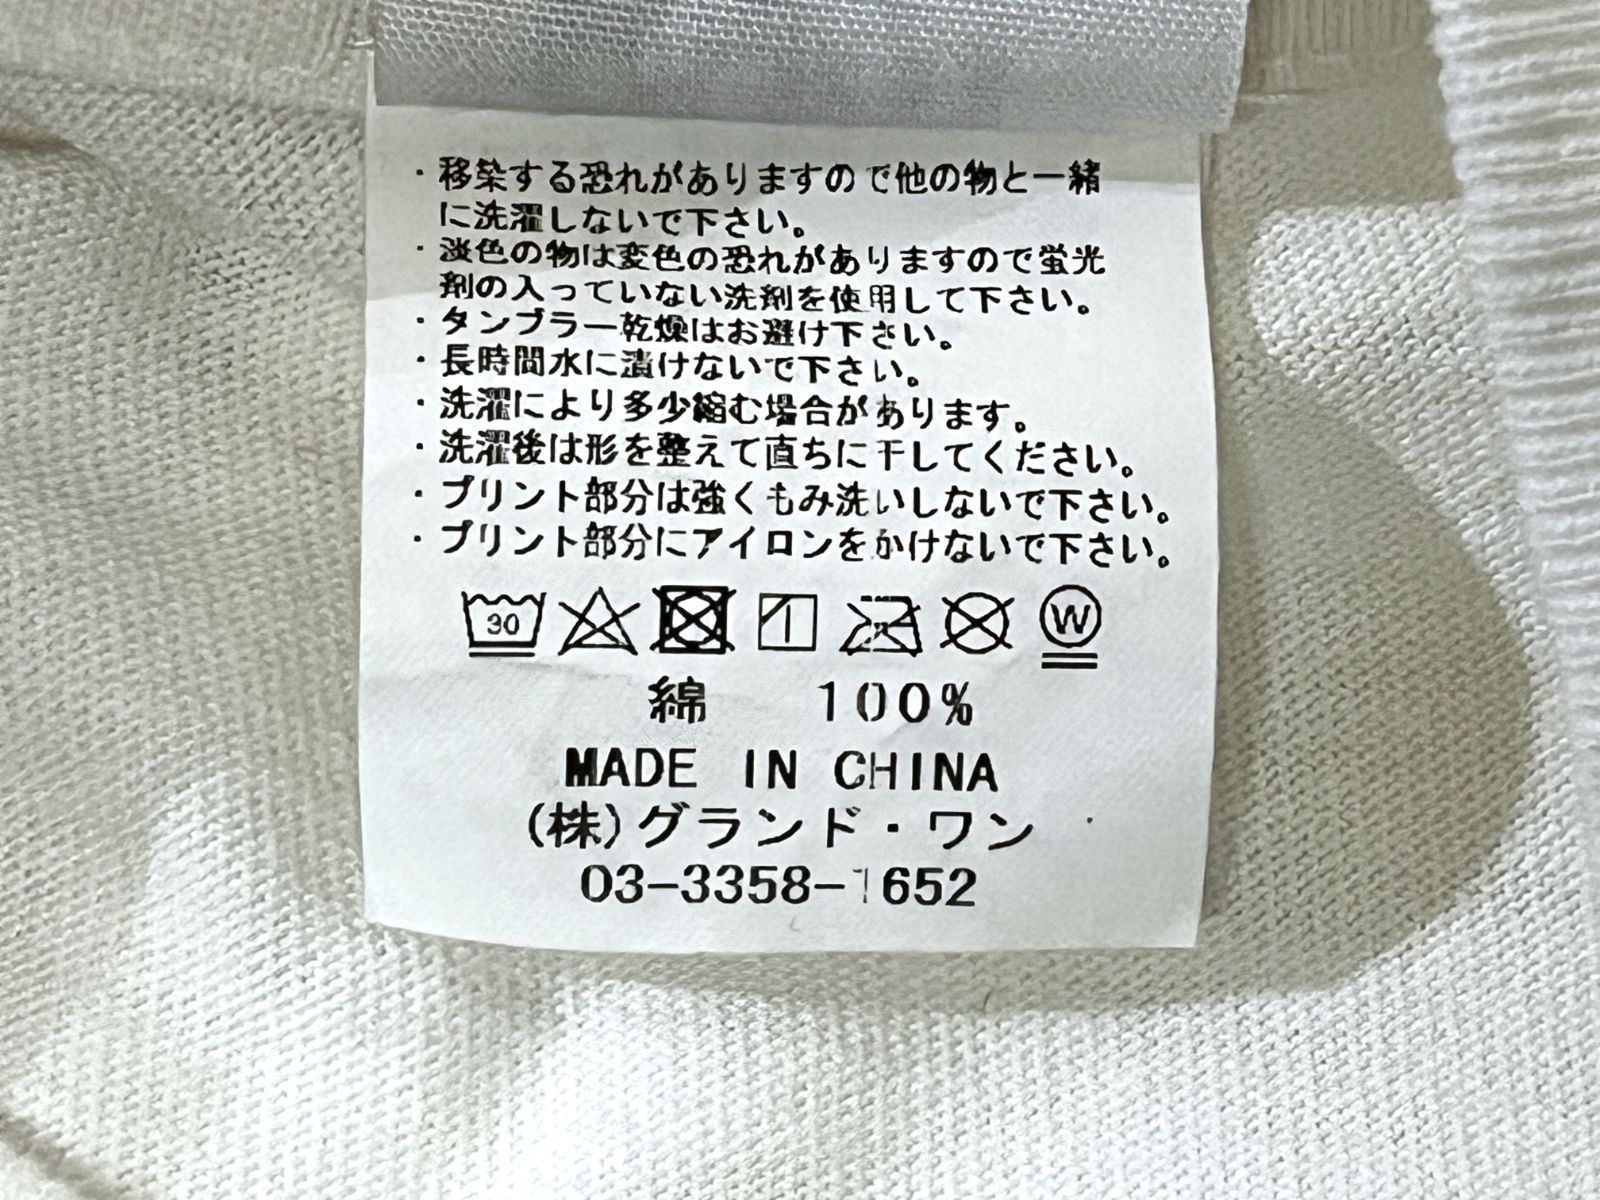 ・移染する恐れがありますので他の物と一緒
に洗濯しないで下さい。
・淡色の物は変色の恐れがありますので蛍光
剤の入っていない洗剤を使用して下さい。
・タンブラー乾燥はお避け下さい。
・長時間水に漬けないで下さい。
・洗濯により多少縮む場合があります。
・洗濯後は形を整えて直ちに干してください。
・プリント部分は強くもみ洗いしないで下さい。
・プリント部分にアイロンをかけないで下さい。
30 W
綿 100%
MADE IN CHINA
(株)グランド・ワン
03-3358-1652